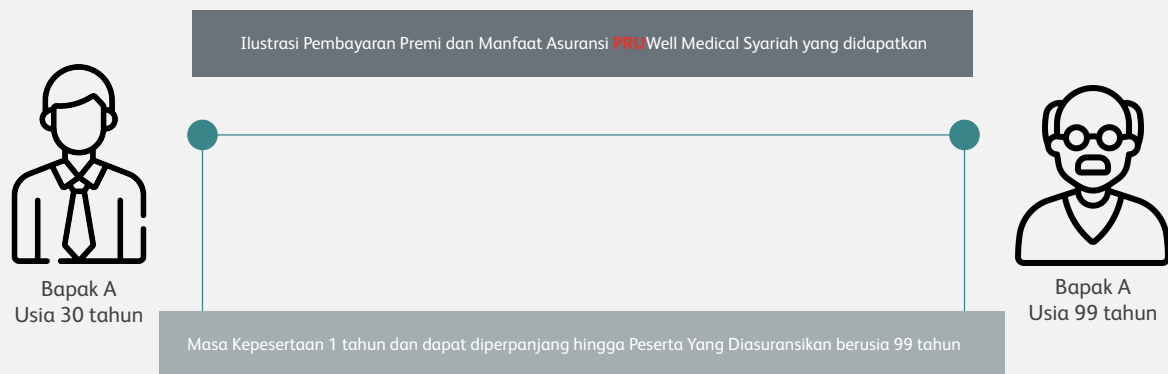 Ilustrasi Pembayaran Premi dan Manfaat Asuransi PRUWell Medical Syariah yang didapatkan
Bapak A
Usia 30 tahun
Bapak A
Usia 99 tahun
Masa Kepesertaan 1 tahun dan dapat diperpanjang hingga Peserta Yang Diasuransikan berusia 99 tahun